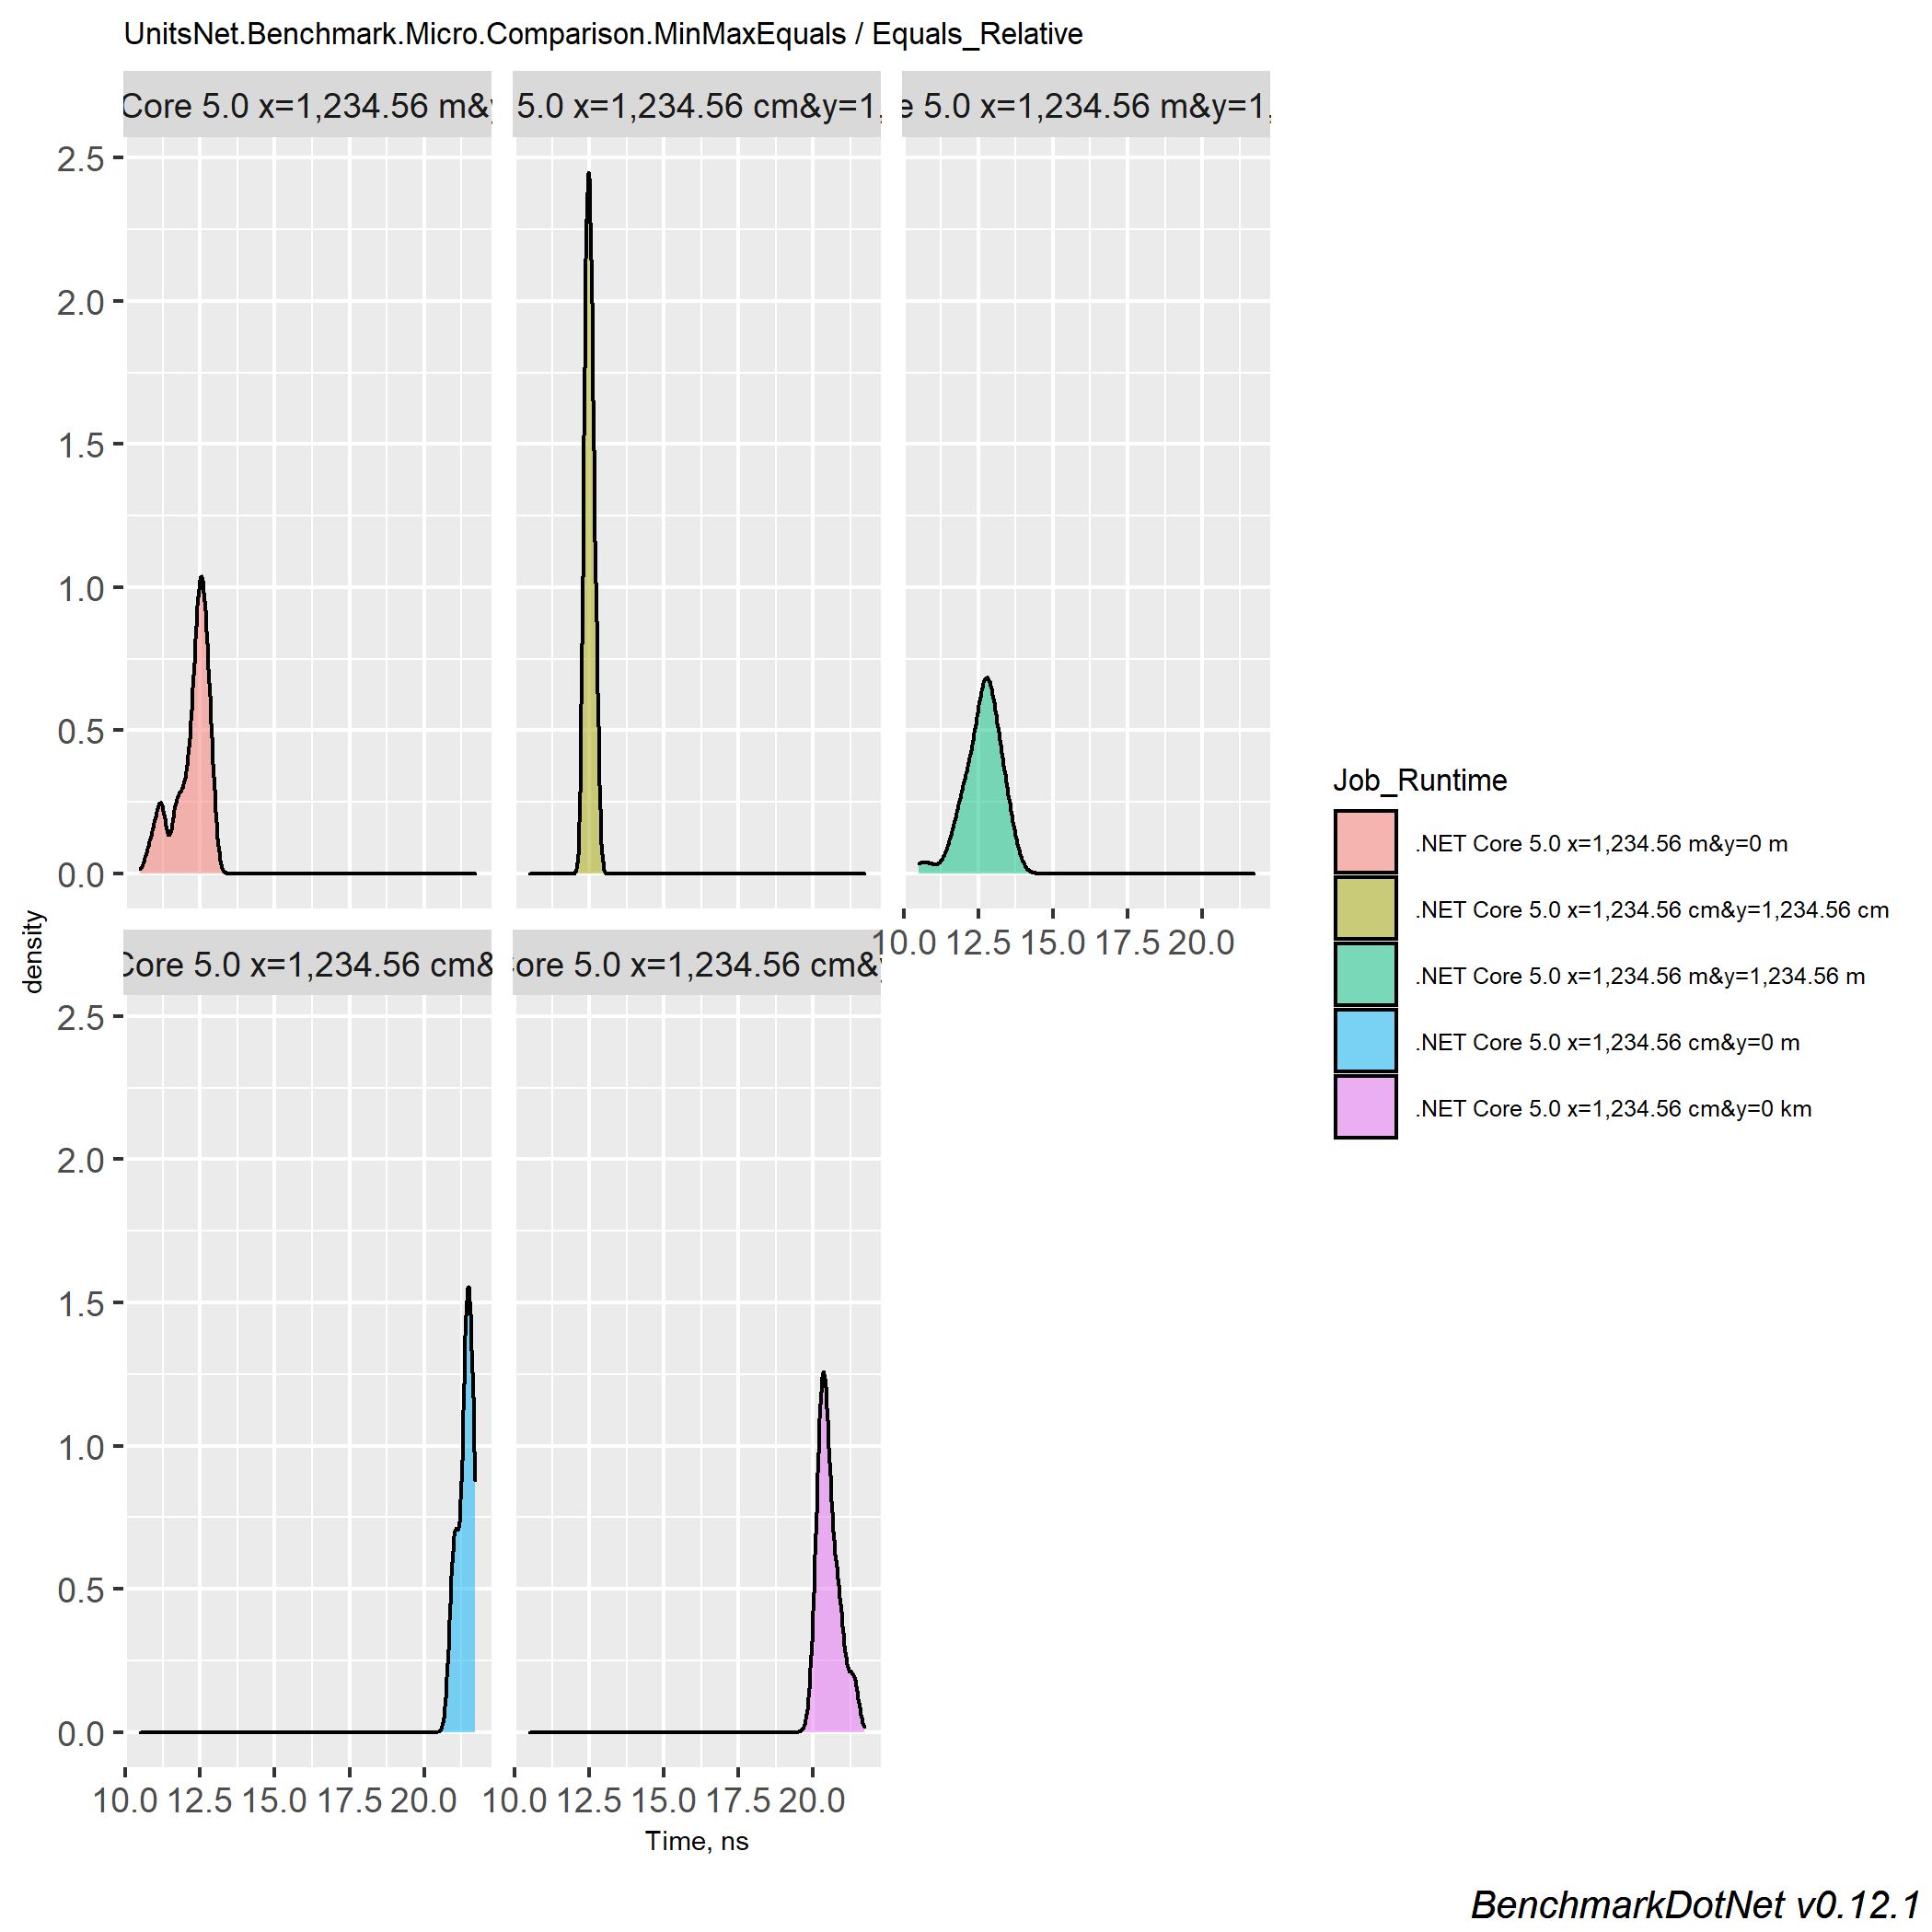 UnitsNet.Benchmark.Micro.Comparison.MinMaxEquals / Equals_Relative
Core 5.0 x=1,234.56 m&
5.0 x=1,234.56 cm&y=1,
e 5.0 x=1,234.56 m&y=1,
2.5
2.0
1.5
1.0
0.5
0.0
10.0 12.5 15.0 17.5 20.0
Core 5.0 x=1,234.56 cm&
Core 5.0 x=1,234.56 cm&
2.5
2.0
1.5
1.0
0.5
0.0
10.0 12.5 15.0 17.5 20.0
10.0 12.5 15.0 17.5 20.0
density
Time, ns
Job_Runtime
.NET Core 5.0 x=1,234.56 m&y=0 m
.NET Core 5.0 x=1,234.56 cm&y=1,234.56 cm
.NET Core 5.0 x=1,234.56 m&y=1,234.56 m
.NET Core 5.0 x=1,234.56 cm&y=0 m
.NET Core 5.0 x=1,234.56 cm&y=0 km
BenchmarkDotNet v0.12.1